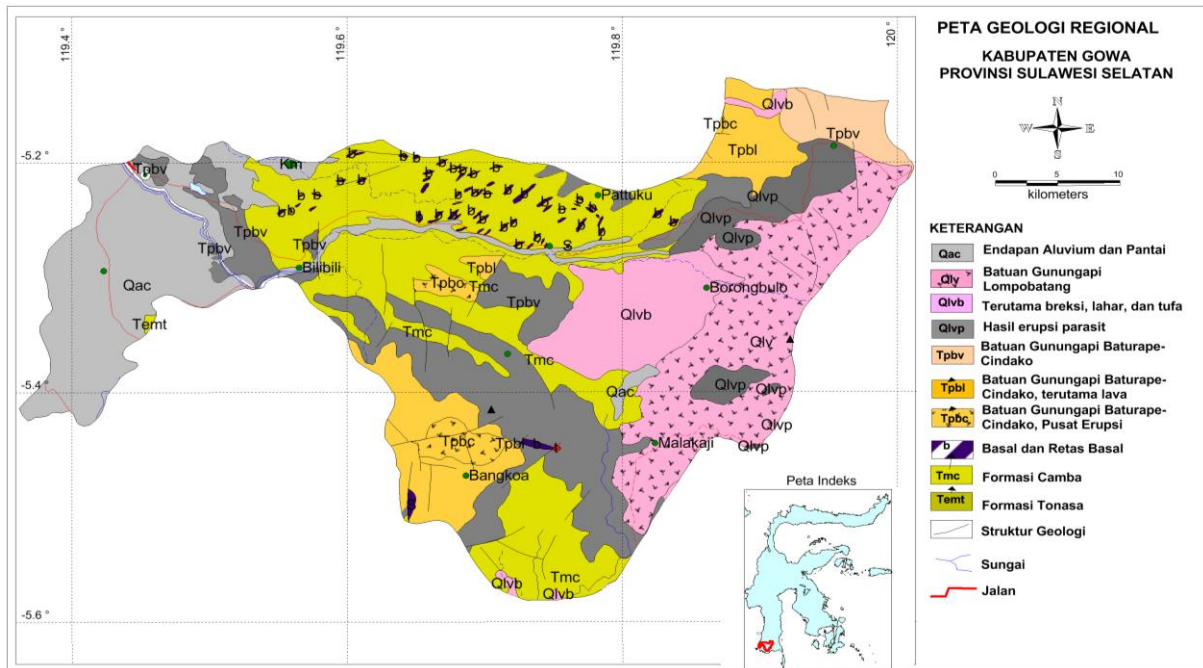 PETA GEOLOGI REGIONAL
KABUPATEN GOWA
PROVINSI SULAWESI SELATAN
N
W E
S
5 0 10
kilometers
119.4 °
119.6 °
119.8 °
120 °
-5.2 °
-5.4 °
-5.6 °
Qlvb
Tpbc
Tpbv
Tpbl
Tpbv
Km
Pattuku
Qlvp
Qlvp
Qlvp
Tpbv
Tpbv
Tpbv
S
Bilibili
Tpbl
Tpbo
Tmc
Tpbv
Borongbulo
Qac
Qlvb
Temt
Tmc
Tmc
Qlv
Qac
Qlvp
Qlvp
Qlvp
Tpbc
Tpbl
b
Malakaji
Qlvp
Bangkoa
Tmc
Qlvb
Qlvb
KETERANGAN
Qac Endapan Aluvium dan Pantai
Qlv Batuan Gunungapi
Lompobatang
Qlvb Terutama breksi, lahar, dan tufa
Qlvp Hasil erupsi parasit
Tpbv Batuan Gunungapi Baturape-
Cindako
Tpbl Batuan Gunungapi Baturape-
Cindako, terutama lava
Tpbc Batuan Gunungapi Baturape-
Cindako, Pusat Erupsi
b Basal dan Retas Basal
Tmc Formasi Camba
Temt Formasi Tonasa
Struktur Geologi
Sungai
Jalan
Peta Indeks